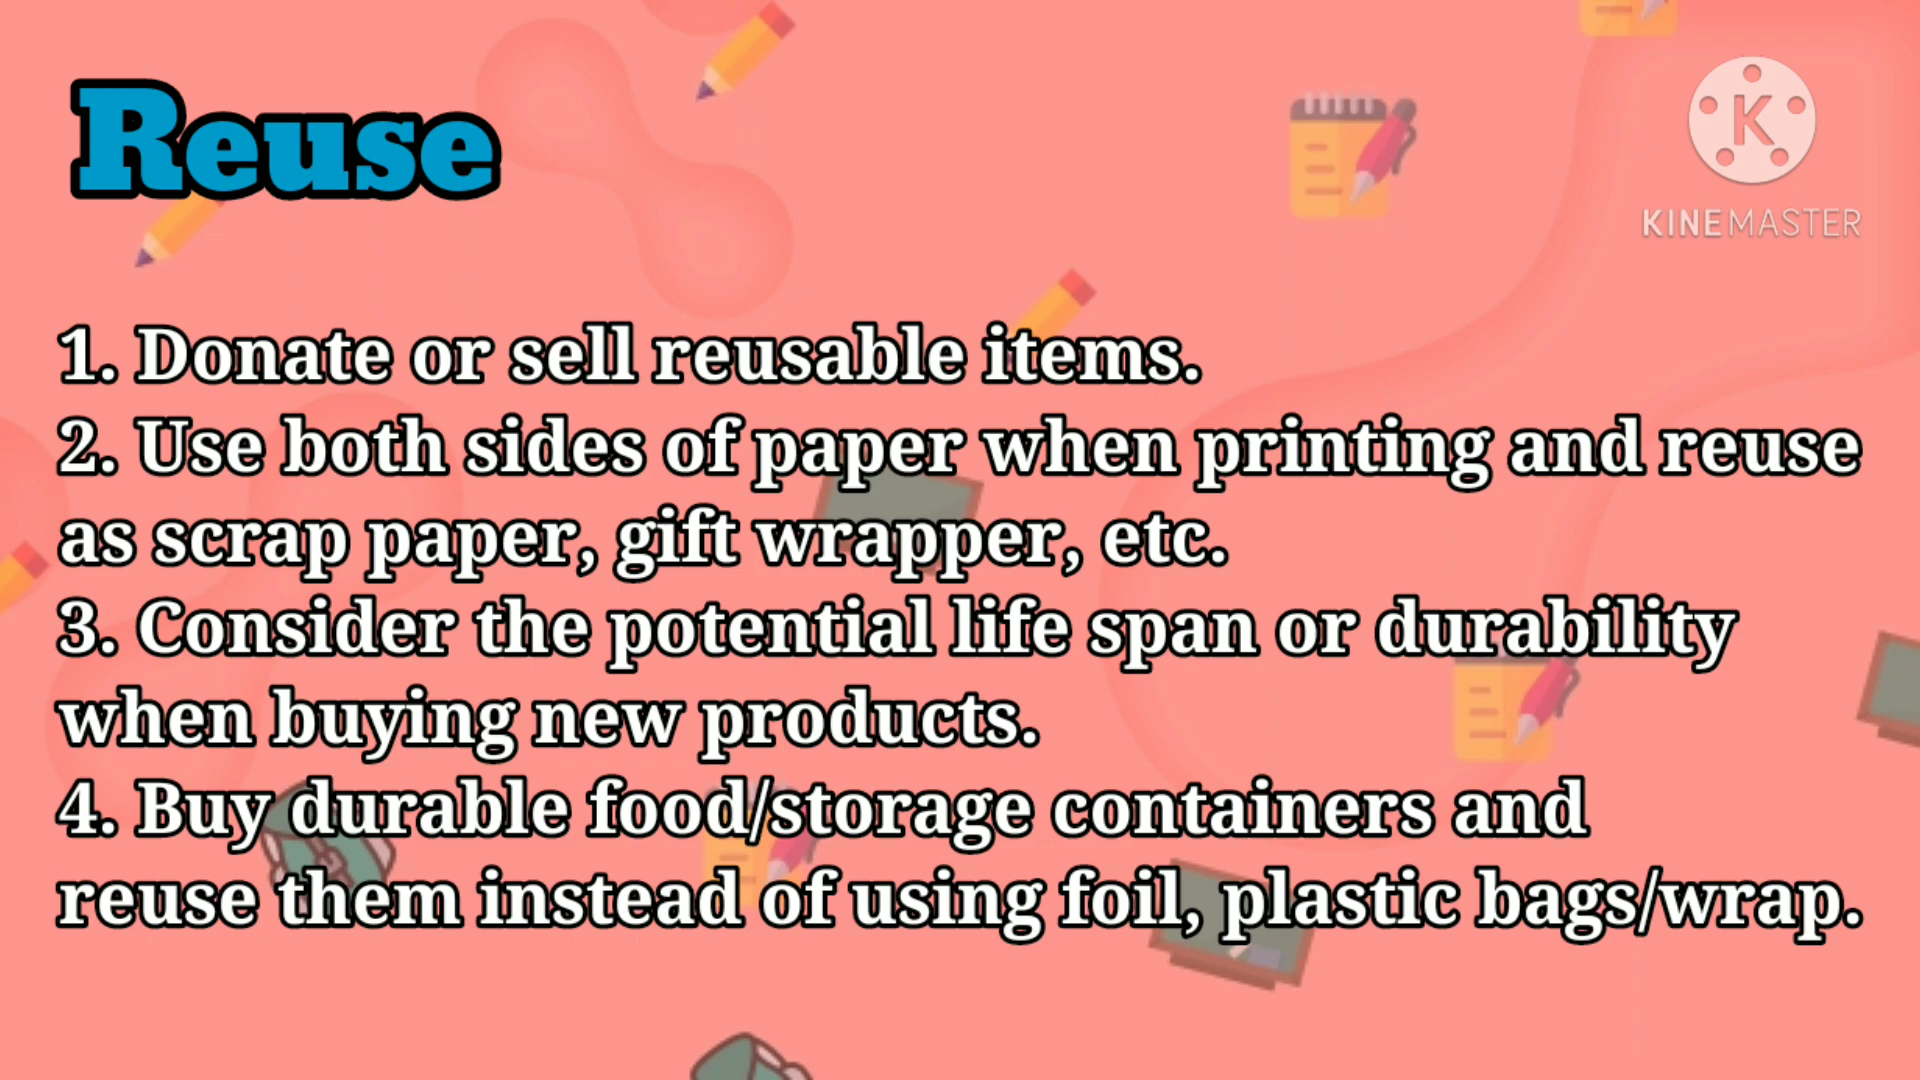 Reuse
K
KINEMASTER
1. Donate or sell reusable items.
2. Use both sides of paper when printing and reuse
as scrap paper, gift wrapper, etc.
3. Consider the potential life span or durability
when buying new products.
4. Buy durable food/storage containers and
reuse them instead of using foil, plastic bags/wrap.